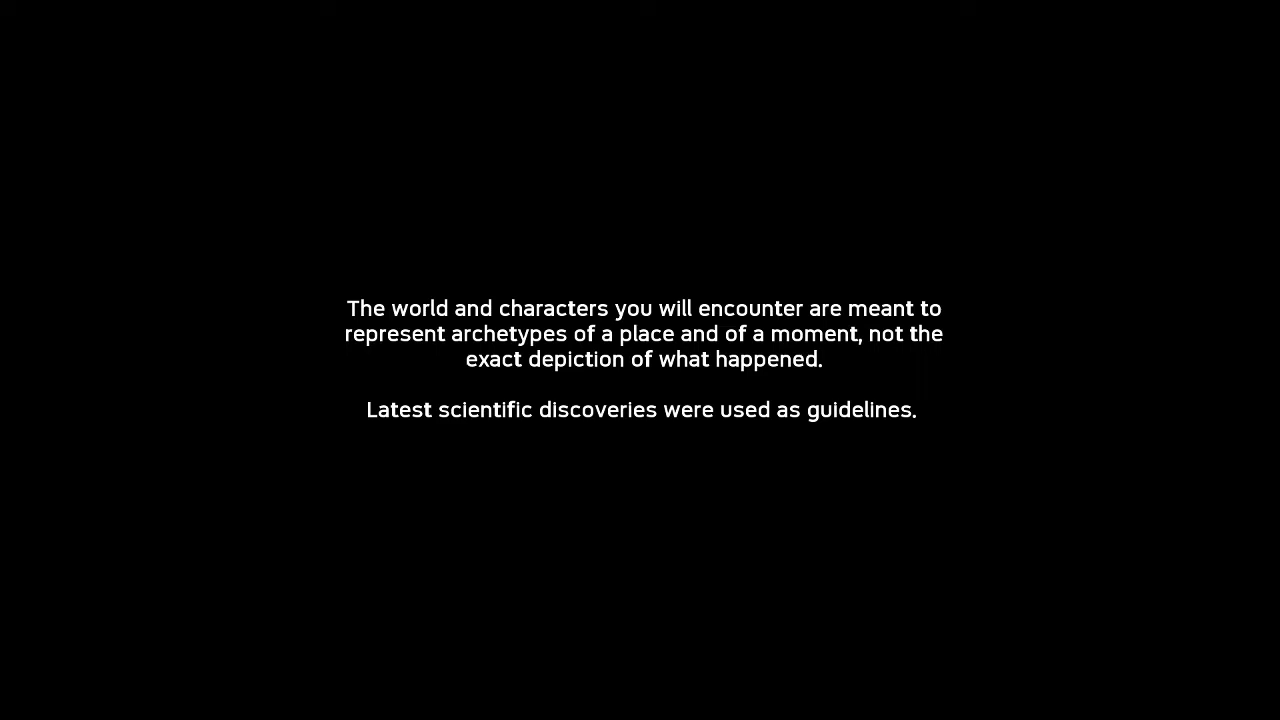 The world and characters you will encounter are meant to
represent archetypes of a place and of a moment, not the
exact depiction of what happened.
Latest scientific discoveries were used as guidelines.